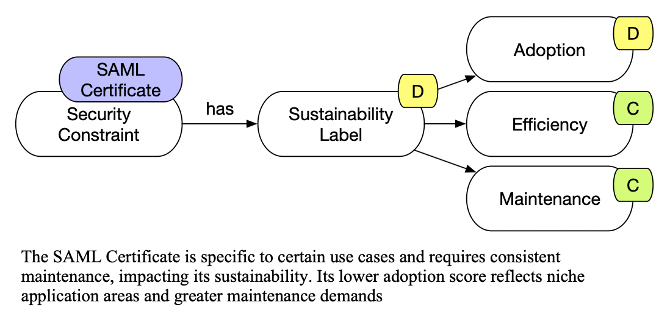 SAML
Certificate
Security
Constraint
has
Sustainability
Label
D
Adoption
D
Efficiency
C
Maintenance
C
The SAML Certificate is specific to certain use cases and requires consistent
maintenance, impacting its sustainability. Its lower adoption score reflects niche
application areas and greater maintenance demands